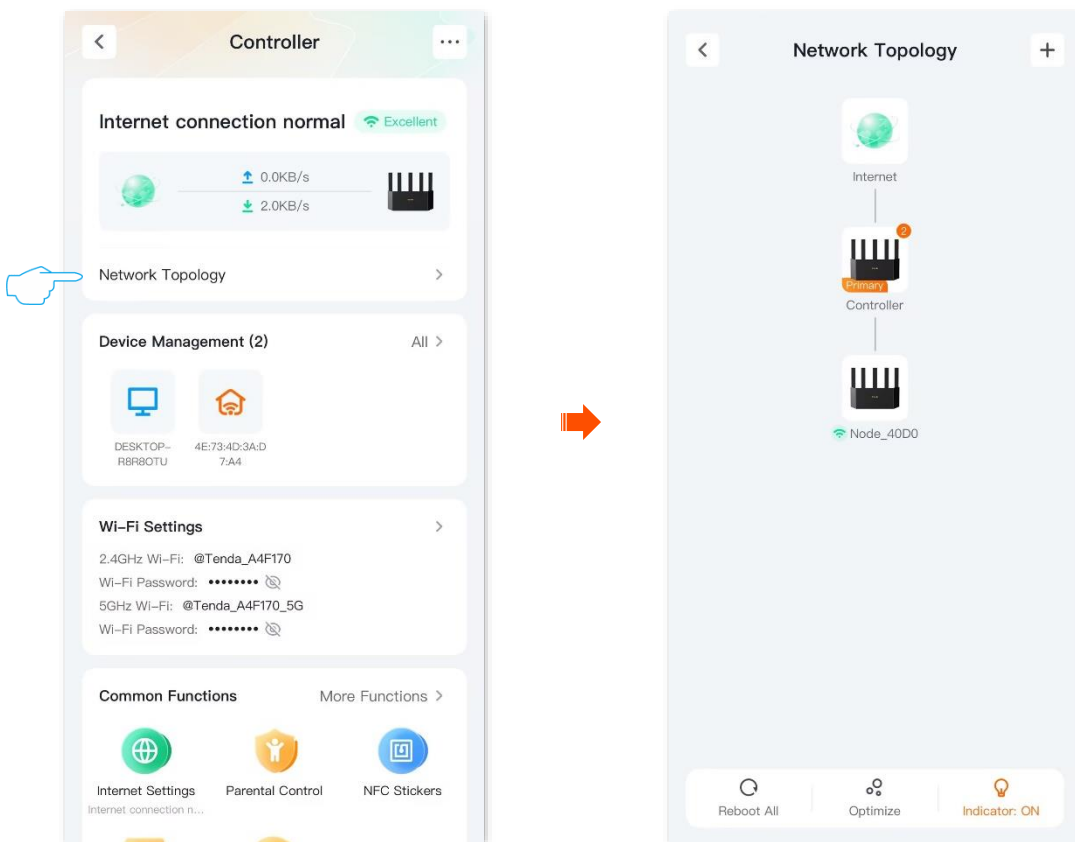 Controller
Internet connection normal
Excellent
0.0KB/s
2.0KB/s
Network Topology
Device Management (2)
All
DESKTOP-
R8R8OTU
4E:73:4D:3A:D
7:A4
Wi-Fi Settings
2.4GHz Wi-Fi: @Tenda_A4F170
Wi-Fi Password: ••••••••
5GHz Wi-Fi: @Tenda_A4F170_5G
Wi-Fi Password: ••••••••
Common Functions
More Functions
Internet Settings
Internet connection n...
Parental Control
NFC Stickers
Network Topology
Internet
2
Primary
Controller
Node_40D0
Reboot All
Optimize
Indicator: ON